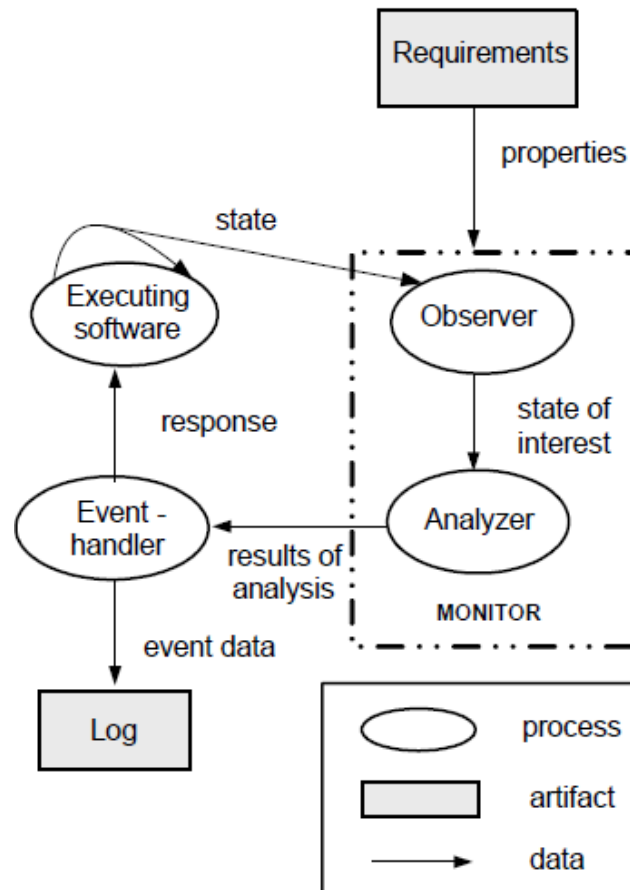 Requirements
properties
state
Executing
software
Observer
response
state of
interest
Event -
handler
Analyzer
results of
analysis
MONITOR
event data
Log
process
artifact
data